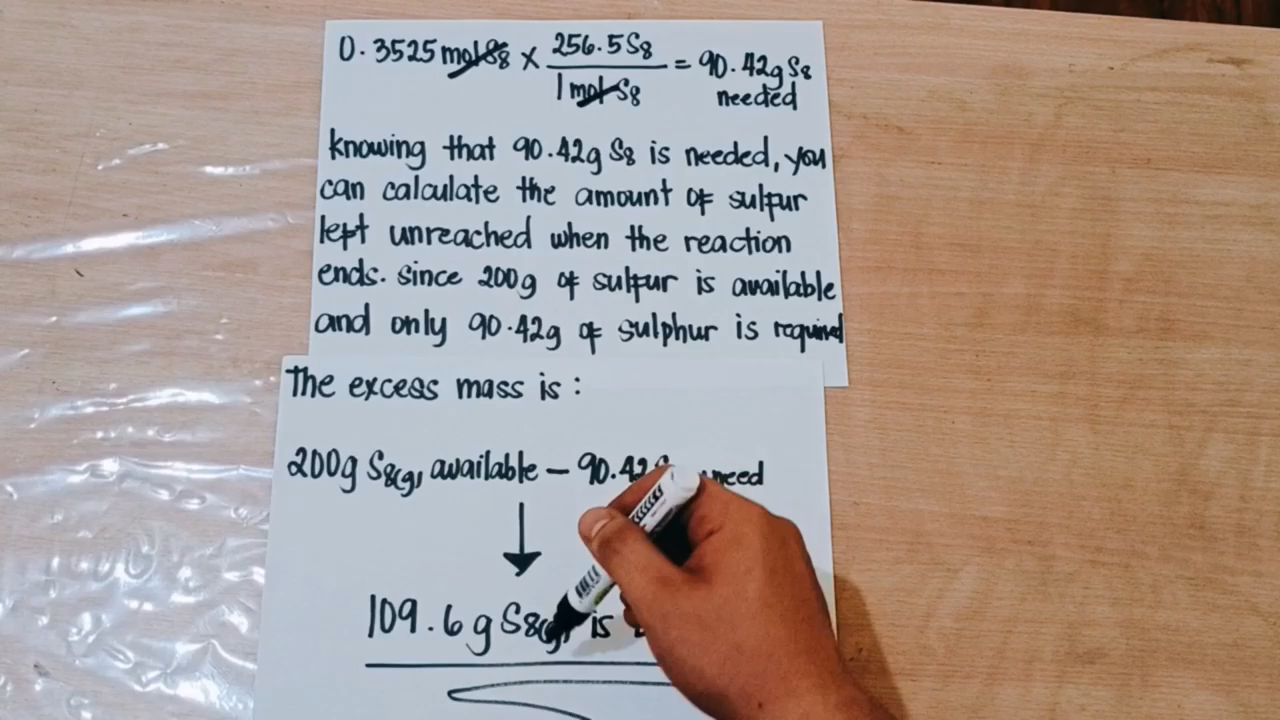 0.3525 mol S8 × 256.5 S8 / 1 mol S8 = 90.42g S8 needed
knowing that 90.42g S8 is needed, you
can calculate the amount of sulfur
left unreached when the reaction
ends. since 200g of sulfur is available
and only 90.42g of sulphur is required
The excess mass is :
200g S8(g) available – 90.42 need
109.6 g S8(g) is